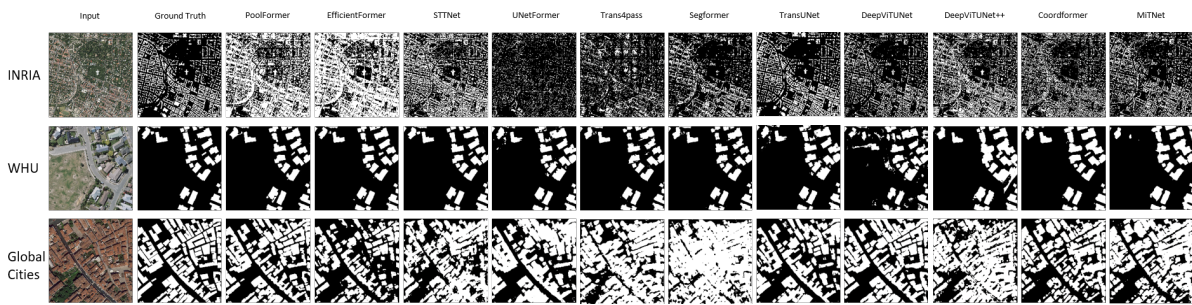 Input Ground Truth PoolFormer EfficientFormer STTNet UNetFormer Trans4pass Segformer TransUNet DeepViTUNet DeepViTUNet++ Coordformer MiTNet
INRIA
WHU
Global
Cities